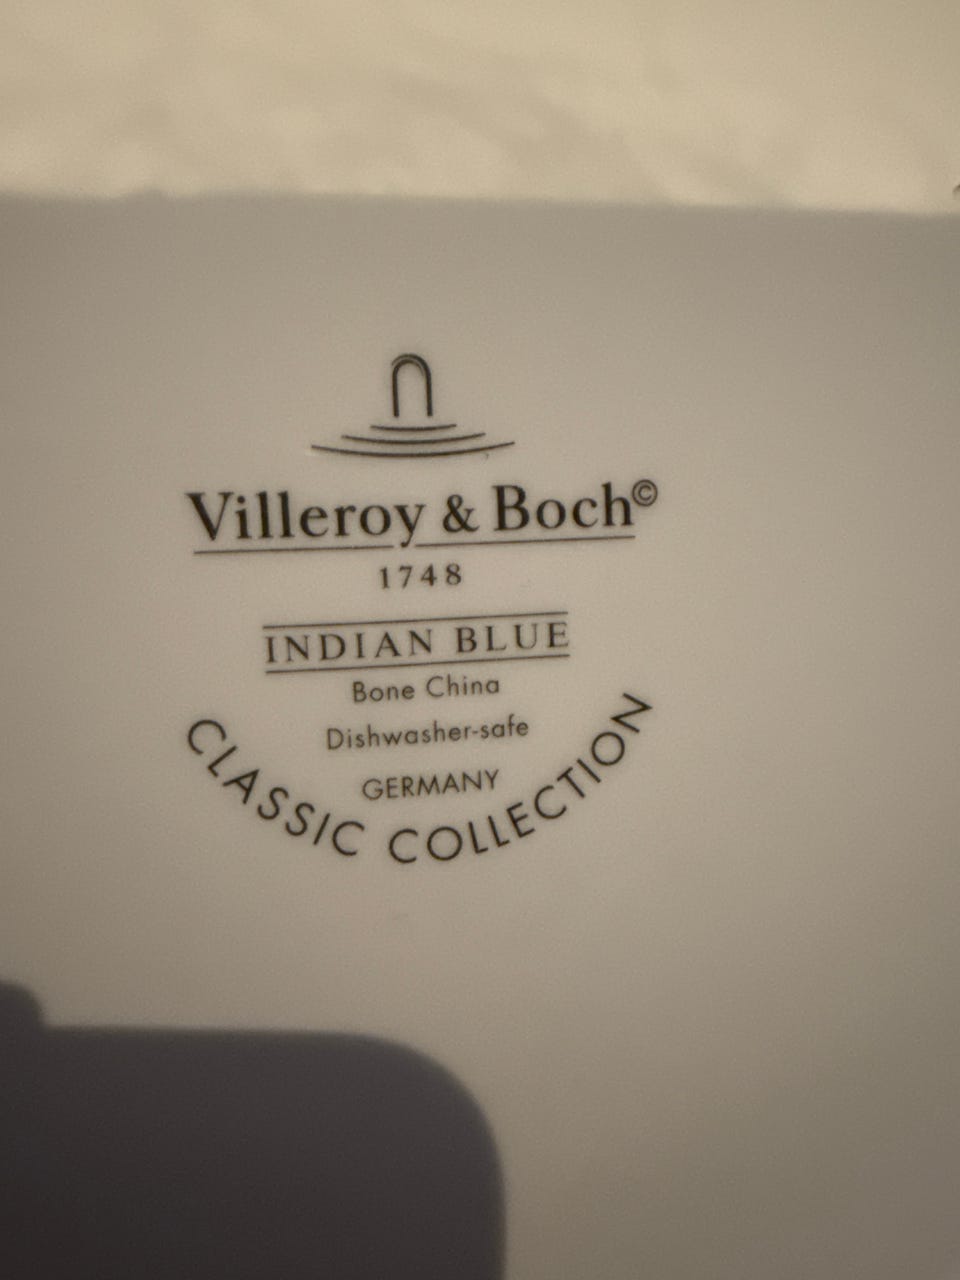 Villeroy & Boch©
1748
INDIAN BLUE
Bone China
Dishwasher-safe
GERMANY
CLASSIC COLLECTION